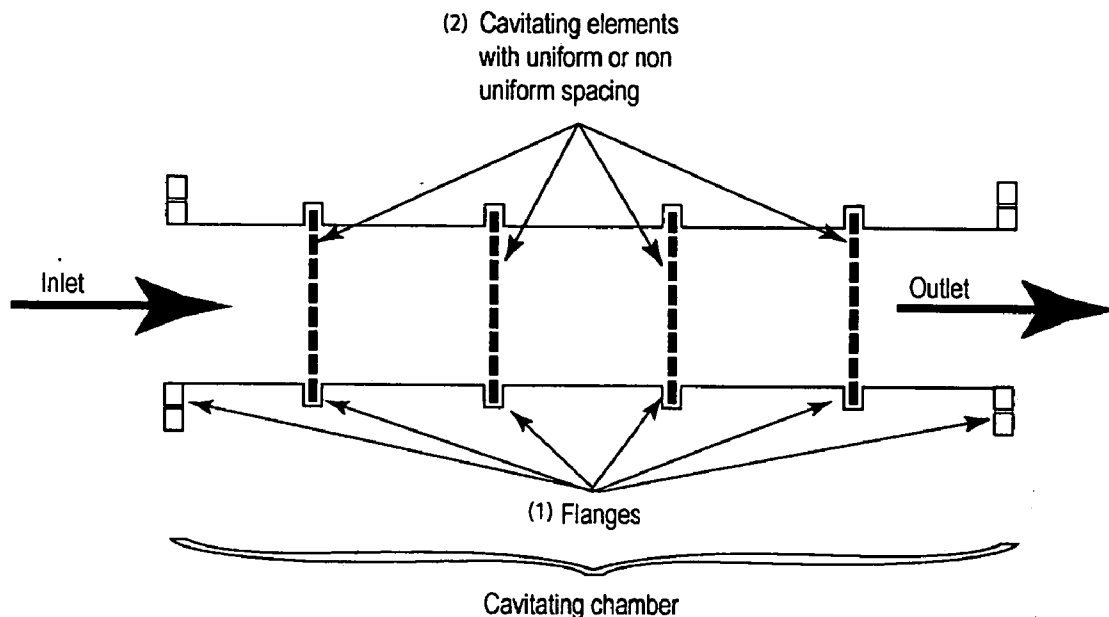 (2) Cavitating elements
with uniform or non
uniform spacing
Inlet
Outlet
(1) Flanges
Cavitating chamber